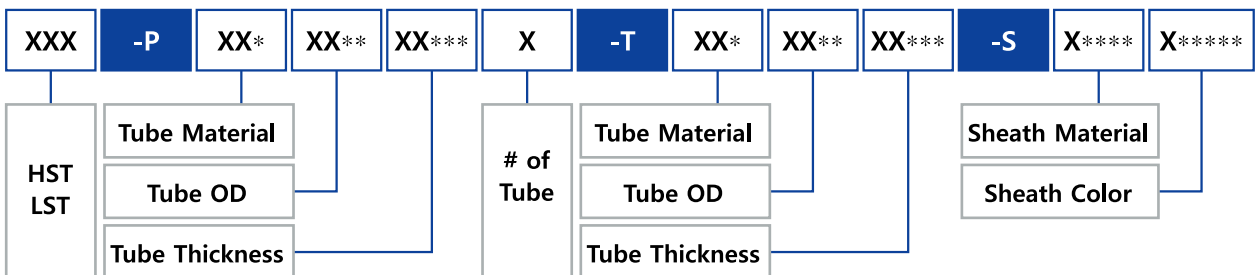 XXX -P XX* XX** XX*** X -T XX* XX** XX*** -S X**** X*****
HST
LST
Tube Material
Tube OD
Tube Thickness
# of
Tube
Tube Material
Tube OD
Tube Thickness
Sheath Material
Sheath Color